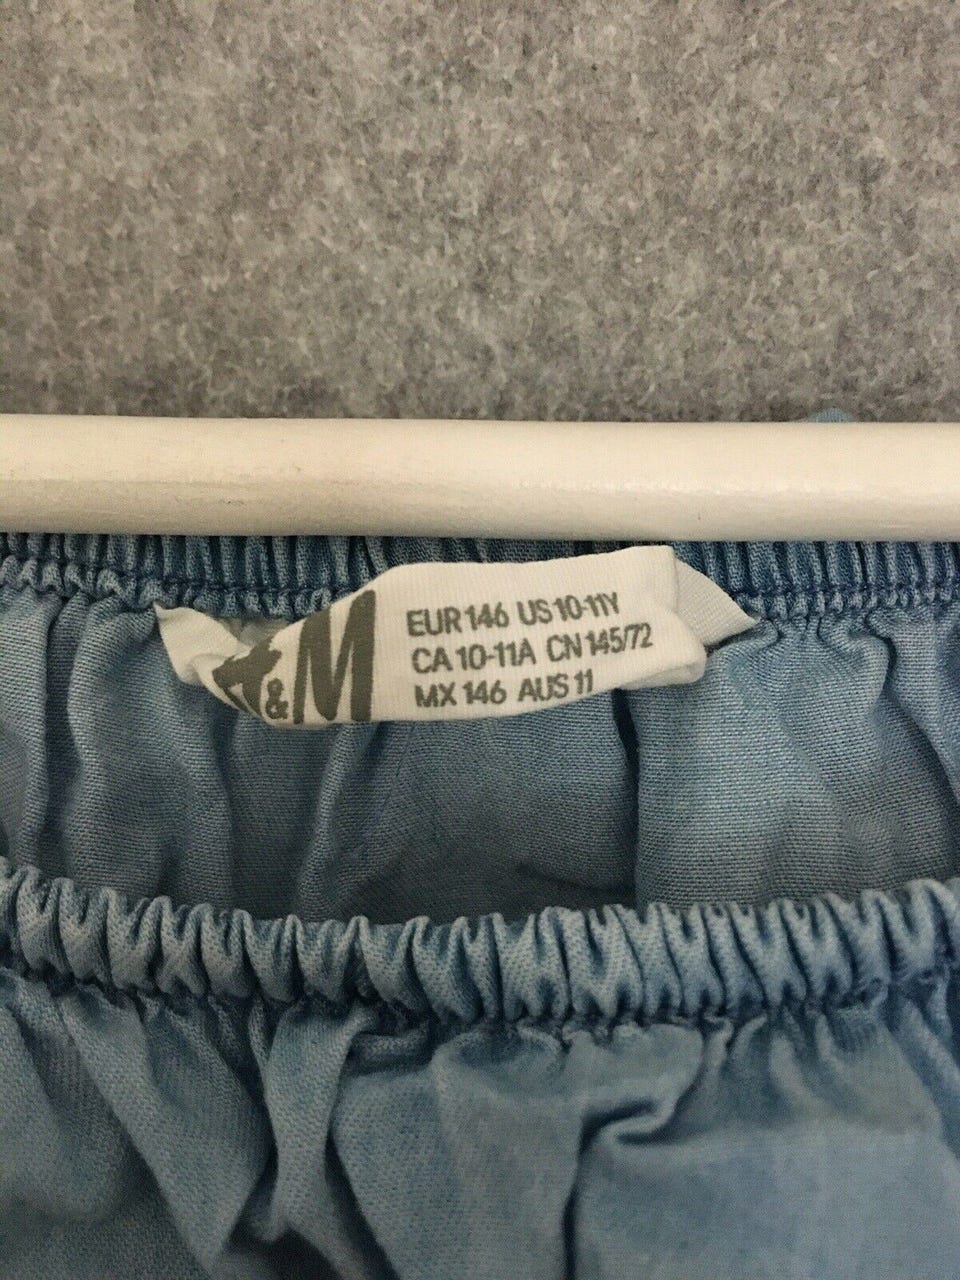 H&M
EUR 146 US 10-11Y
CA 10-11A CN 145/72
MX 146 AUS 11